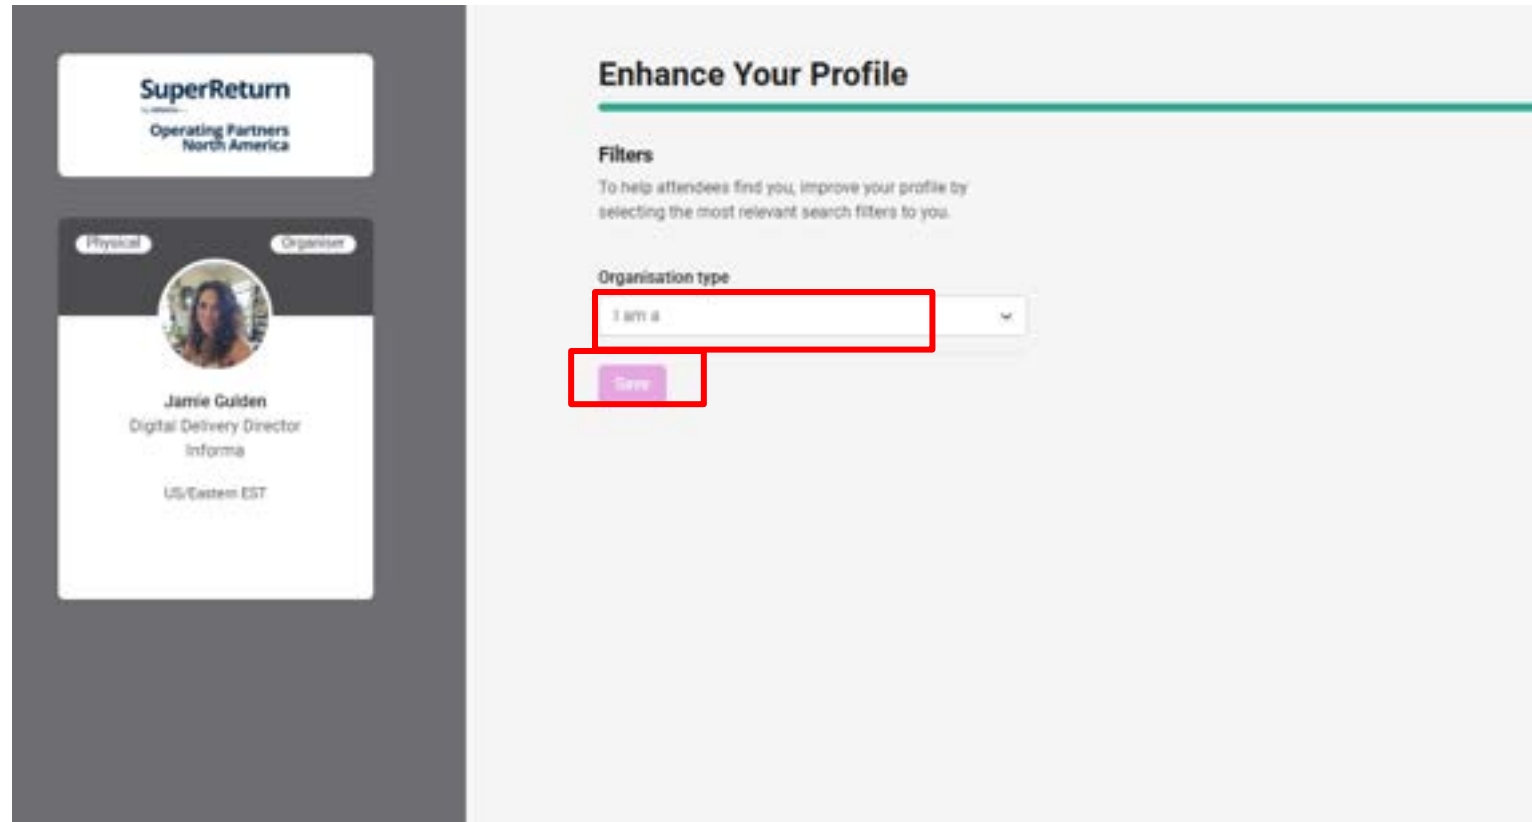 SuperReturn
Operating Partners
North America
Physical
Organiser
Jamie Gulden
Digital Delivery Director
Informa
US/Eastern EST
Enhance Your Profile
Filters
To help attendees find you, improve your profile by
selecting the most relevant search filters to you.
Organisation type
I am a
Save